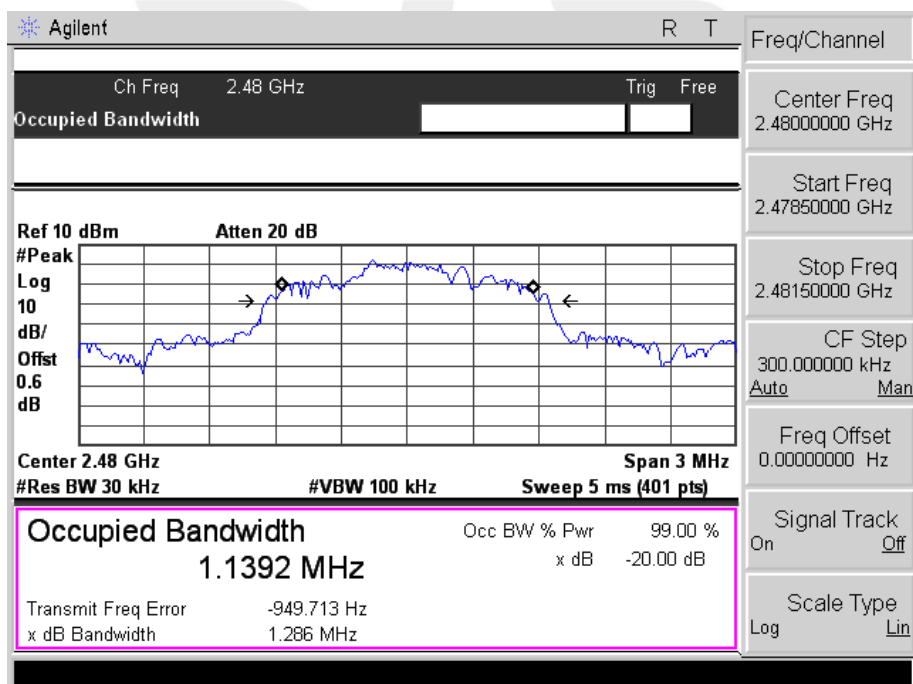 Agilent R T
Ch Freq 2.48 GHz Trig Free
Occupied Bandwidth
Ref 10 dBm Atten 20 dB
#Peak
Log
10
dB/
Offst
0.6
dB
Center 2.48 GHz Span 3 MHz
#Res BW 30 kHz #VBW 100 kHz Sweep 5 ms (401 pts)
Occupied Bandwidth Occ BW % Pwr 99.00 %
1.1392 MHz x dB -20.00 dB
Transmit Freq Error -949.713 Hz
x dB Bandwidth 1.286 MHz
Freq/Channel
Center Freq
2.48000000 GHz
Start Freq
2.47850000 GHz
Stop Freq
2.48150000 GHz
CF Step
300.000000 kHz
Auto Man
Freq Offset
0.00000000 Hz
Signal Track
On Off
Scale Type
Log Lin